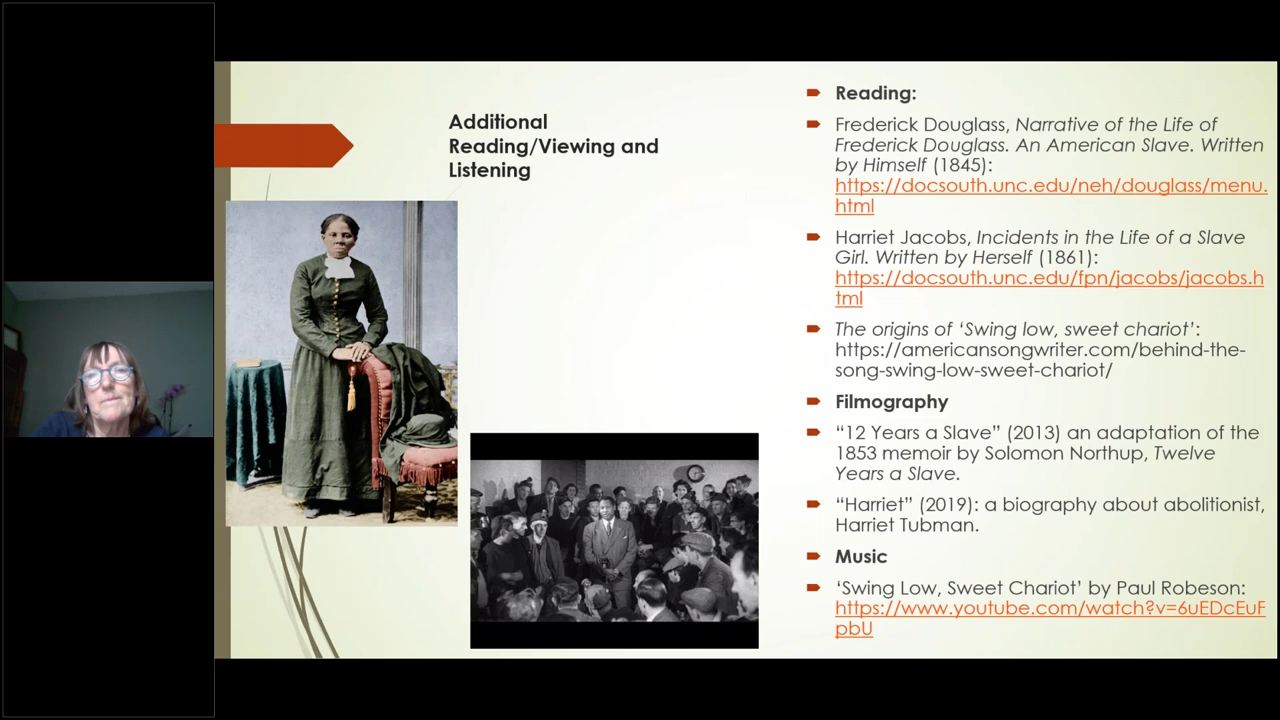 Additional
Reading/Viewing and
Listening
Reading:
Frederick Douglass, Narrative of the Life of
Frederick Douglass. An American Slave. Written
by Himself (1845):
https://docsouth.unc.edu/neh/douglass/menu.
html
Harriet Jacobs, Incidents in the Life of a Slave
Girl. Written by Herself (1861):
https://docsouth.unc.edu/fpn/jacobs/jacobs.h
tml
The origins of ‘Swing low, sweet chariot’:
https://americansongwriter.com/behind-the-
song-swing-low-sweet-chariot/
Filmography
“12 Years a Slave” (2013) an adaptation of the
1853 memoir by Solomon Northup, Twelve
Years a Slave.
“Harriet” (2019): a biography about abolitionist,
Harriet Tubman.
Music
‘Swing Low, Sweet Chariot’ by Paul Robeson:
https://www.youtube.com/watch?v=6uEDcEuF
pbU